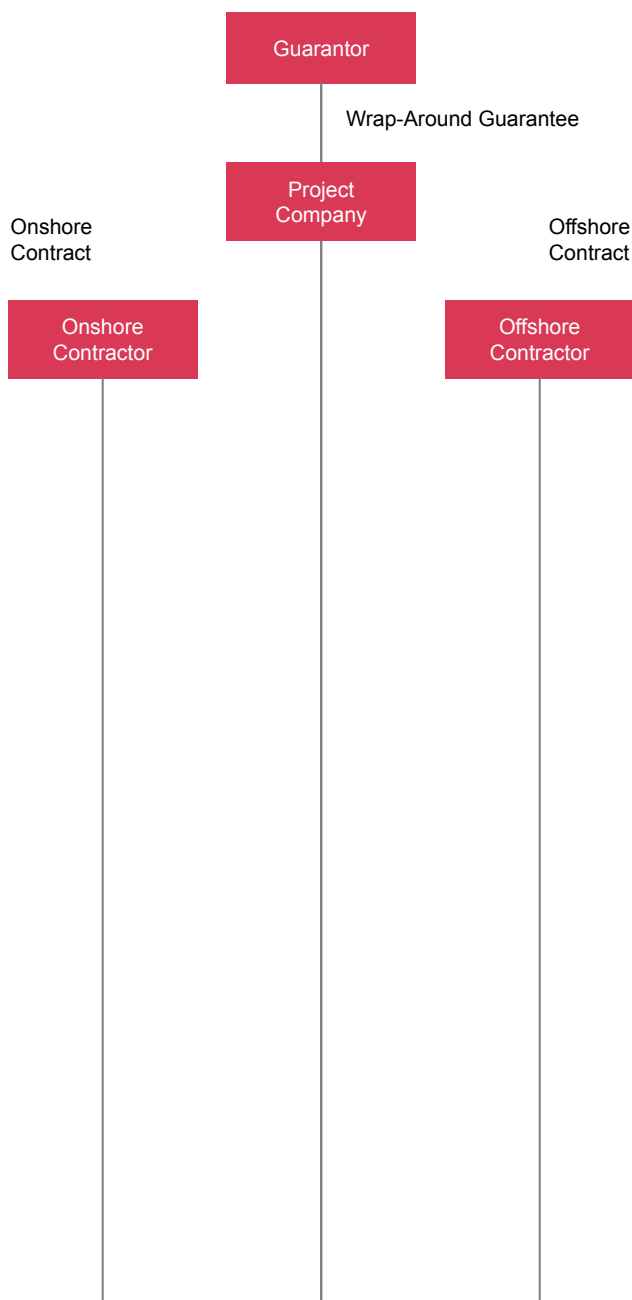 Guarantor
Wrap-Around Guarantee
Project
Company
Onshore
Contract
Offshore
Contract
Onshore
Contractor
Offshore
Contractor